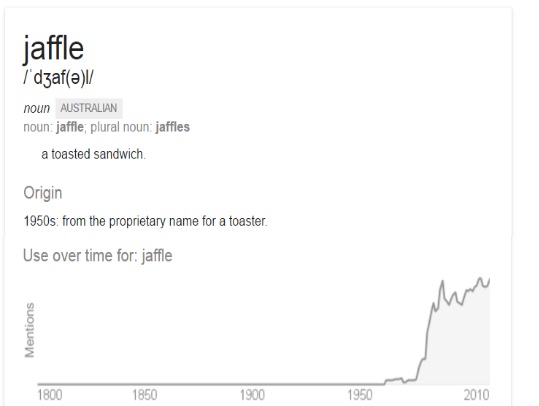 jaffle
/ˈdʒaf(ə)l/
noun AUSTRALIAN
noun: jaffle; plural noun: jaffles
a toasted sandwich.
Origin
1950s: from the proprietary name for a toaster.
Use over time for: jaffle
Mentions
1800 1850 1900 1950 2010